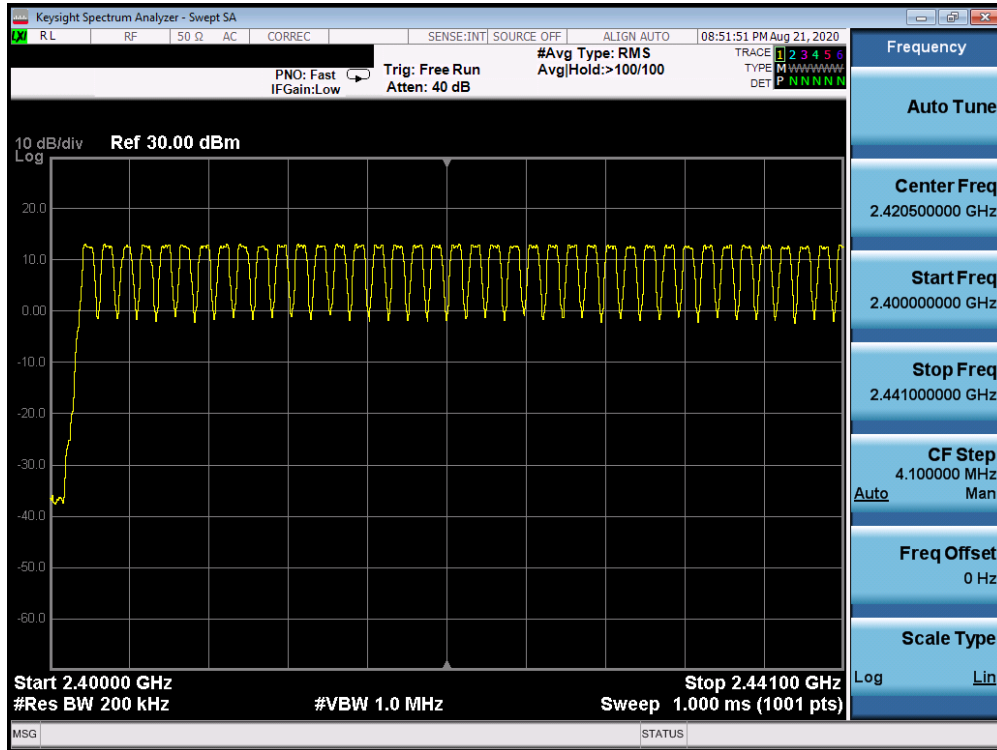 Keysight Spectrum Analyzer - Swept SA
LXI RL RF 50 Ω AC CORREC SENSE:INT SOURCE OFF ALIGN AUTO 08:51:51 PM Aug 21, 2020
PNO: Fast
IFGain:Low
Trig: Free Run
Atten: 40 dB
#Avg Type: RMS
Avg|Hold:>100/100
TRACE 1 2 3 4 5 6
TYPE M WWWWW
DET P N N N N N
10 dB/div Ref 30.00 dBm
Log
20.0
10.0
0.00
-10.0
-20.0
-30.0
-40.0
-50.0
-60.0
Start 2.40000 GHz Stop 2.44100 GHz
#Res BW 200 kHz #VBW 1.0 MHz Sweep 1.000 ms (1001 pts)
MSG STATUS
Frequency
Auto Tune
Center Freq
2.420500000 GHz
Start Freq
2.400000000 GHz
Stop Freq
2.441000000 GHz
CF Step
4.100000 MHz
Auto Man
Freq Offset
0 Hz
Scale Type
Log Lin